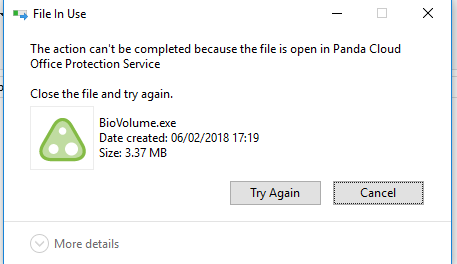 File In Use
The action can't be completed because the file is open in Panda Cloud
Office Protection Service
Close the file and try again.
BioVolume.exe
Date created: 06/02/2018 17:19
Size: 3.37 MB
Try Again
Cancel
More details